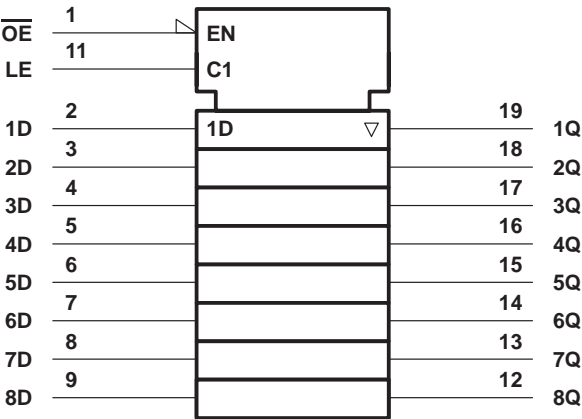 OE 1 EN
LE 11 C1
1D 2 1D 19 1Q
2D 3 18 2Q
3D 4 17 3Q
4D 5 16 4Q
5D 6 15 5Q
6D 7 14 6Q
7D 8 13 7Q
8D 9 12 8Q